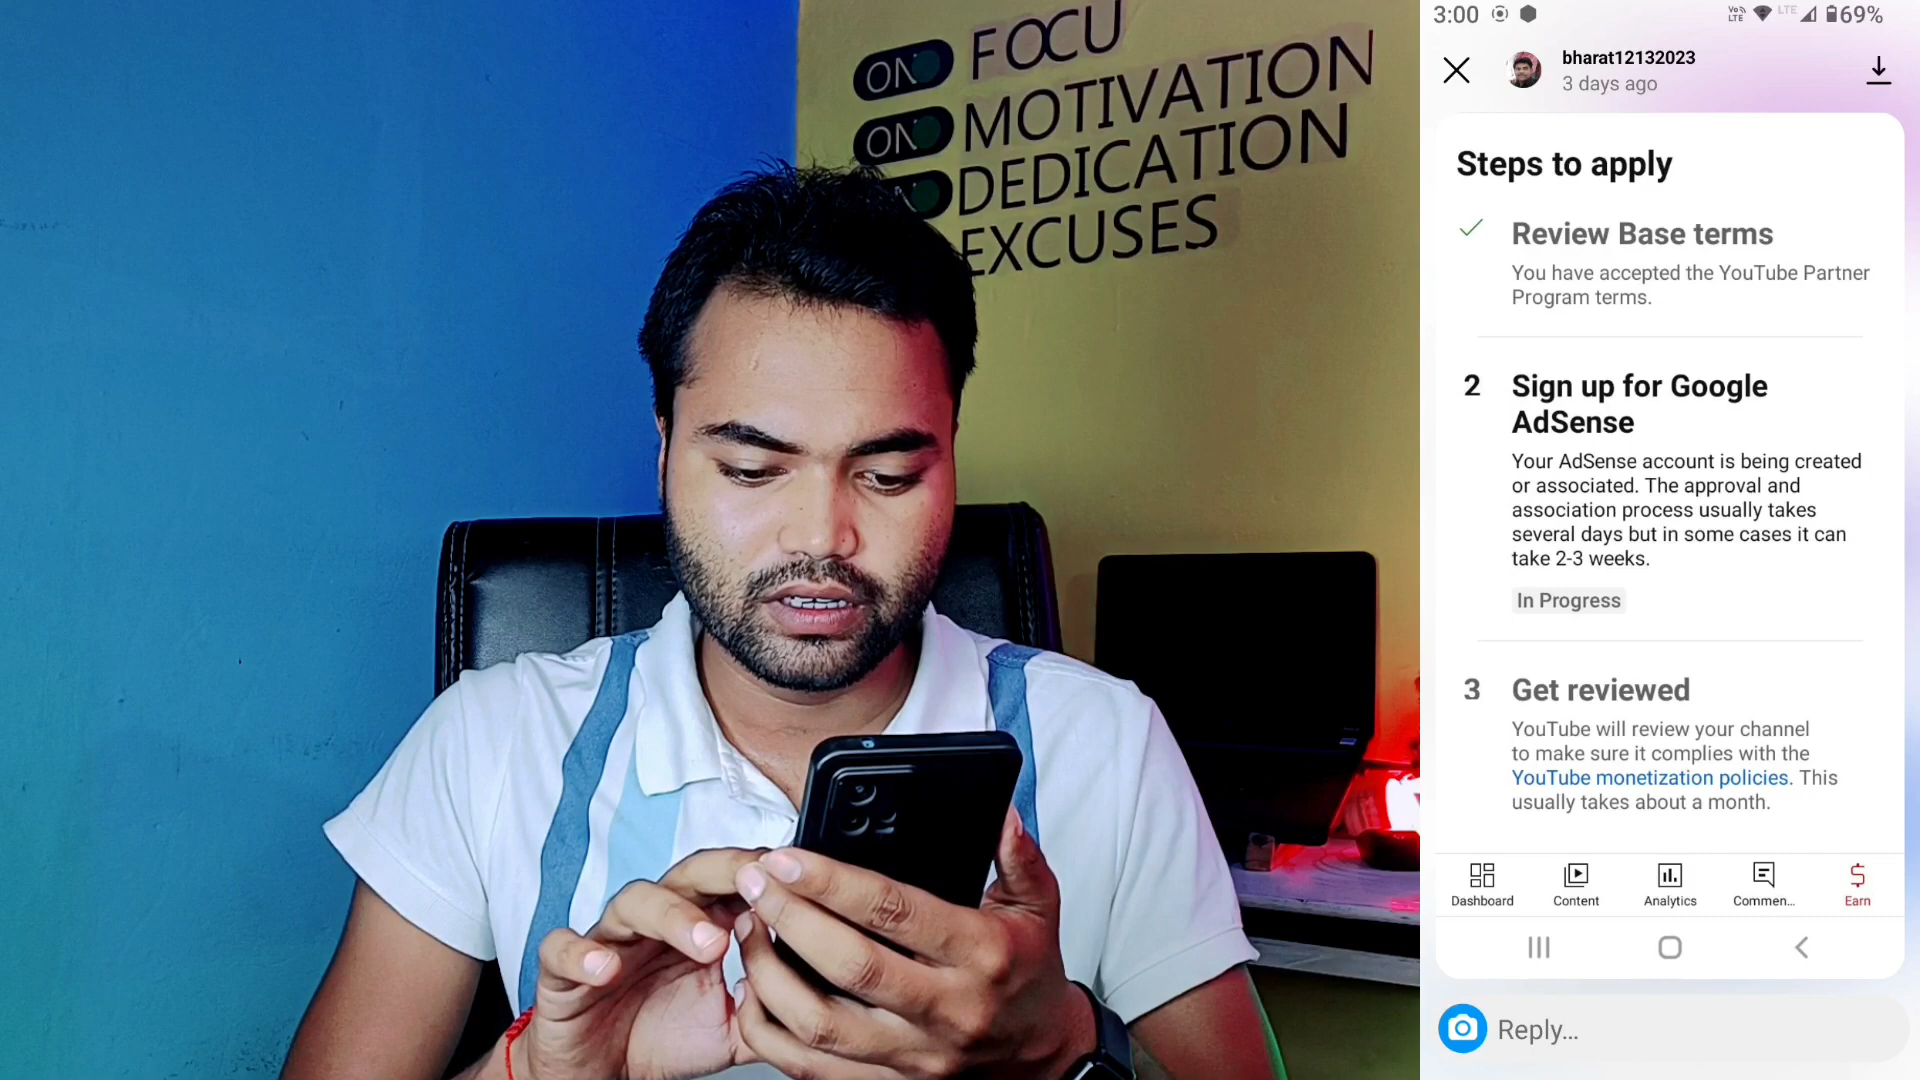 ON FOCU
ON MOTIVATION
DEDICATION
EXCUSES
3:00
Vo LTE
LTE
69%
bharat12132023
3 days ago
Steps to apply
Review Base terms
You have accepted the YouTube Partner
Program terms.
2 Sign up for Google
AdSense
Your AdSense account is being created
or associated. The approval and
association process usually takes
several days but in some cases it can
take 2-3 weeks.
In Progress
3 Get reviewed
YouTube will review your channel
to make sure it complies with the
YouTube monetization policies. This
usually takes about a month.
Dashboard Content Analytics Commen... Earn
Reply...